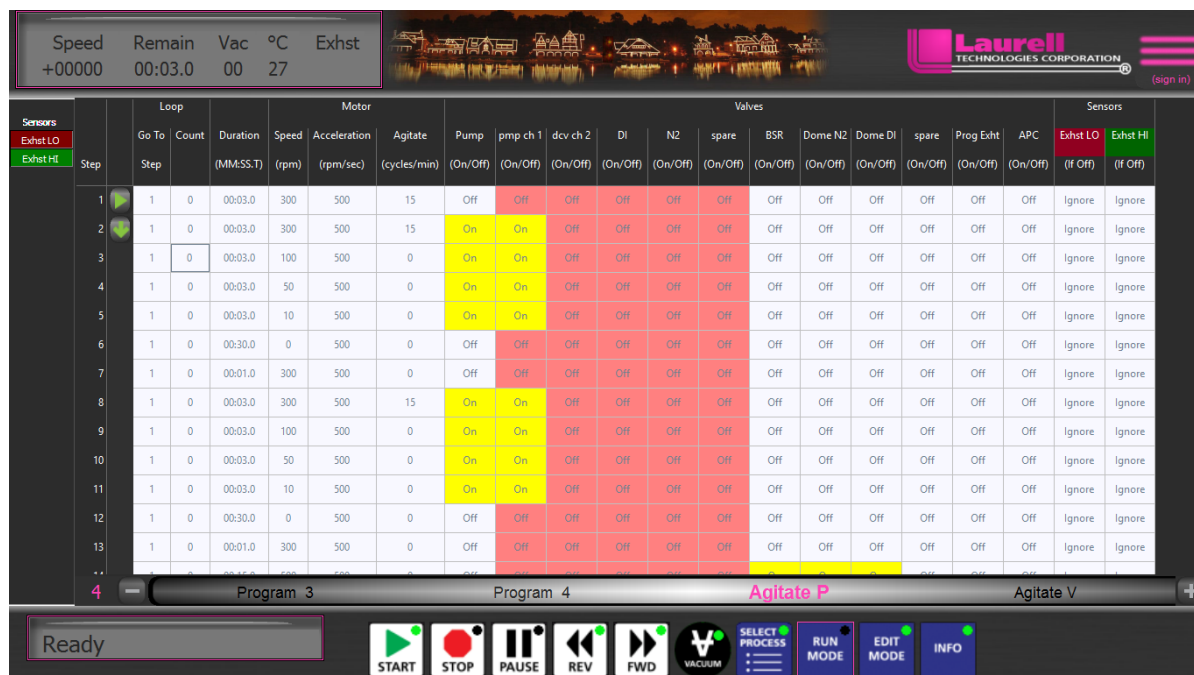 Speed Remain Vac °C Exhst
+00000 00:03.0 00 27
Laurell
TECHNOLOGIES CORPORATION
®
(sign in)
Sensors
Exhst LO
Exhst HI
Loop Motor Valves Sensors
Go To Count Duration Speed Acceleration Agitate Pump pmp ch 1 dcv ch 2 DI N2 spare BSR Dome N2 Dome DI spare Prog Exht APC Exhst LO Exhst HI
Step Step (MM:SS.T) (rpm) (rpm/sec) (cycles/min) (On/Off) (On/Off) (On/Off) (On/Off) (On/Off) (On/Off) (On/Off) (On/Off) (On/Off) (On/Off) (On/Off) (On/Off) (If Off) (If Off)
1 1 0 00:03.0 300 500 15 Off Off Off Off Off Off Off Off Off Off Off Off Ignore Ignore
2 1 0 00:03.0 300 500 15 On On Off Off Off Off Off Off Off Off Off Off Ignore Ignore
3 1 0 00:03.0 100 500 0 On On Off Off Off Off Off Off Off Off Off Off Ignore Ignore
4 1 0 00:03.0 50 500 0 On On Off Off Off Off Off Off Off Off Off Off Ignore Ignore
5 1 0 00:03.0 10 500 0 On On Off Off Off Off Off Off Off Off Off Off Ignore Ignore
6 1 0 00:30.0 0 500 0 Off Off Off Off Off Off Off Off Off Off Off Off Ignore Ignore
7 1 0 00:01.0 300 500 0 Off Off Off Off Off Off Off Off Off Off Off Off Ignore Ignore
8 1 0 00:03.0 300 500 15 On On Off Off Off Off Off Off Off Off Off Off Ignore Ignore
9 1 0 00:03.0 100 500 0 On On Off Off Off Off Off Off Off Off Off Off Ignore Ignore
10 1 0 00:03.0 50 500 0 On On Off Off Off Off Off Off Off Off Off Off Ignore Ignore
11 1 0 00:03.0 10 500 0 On On Off Off Off Off Off Off Off Off Off Off Ignore Ignore
12 1 0 00:30.0 0 500 0 Off Off Off Off Off Off Off Off Off Off Off Off Ignore Ignore
13 1 0 00:01.0 300 500 0 Off Off Off Off Off Off Off Off Off Off Off Off Ignore Ignore
4 Program 3 Program 4 Agitate P Agitate V
Ready
START STOP PAUSE REV FWD VACUUM SELECT PROCESS RUN MODE EDIT MODE INFO